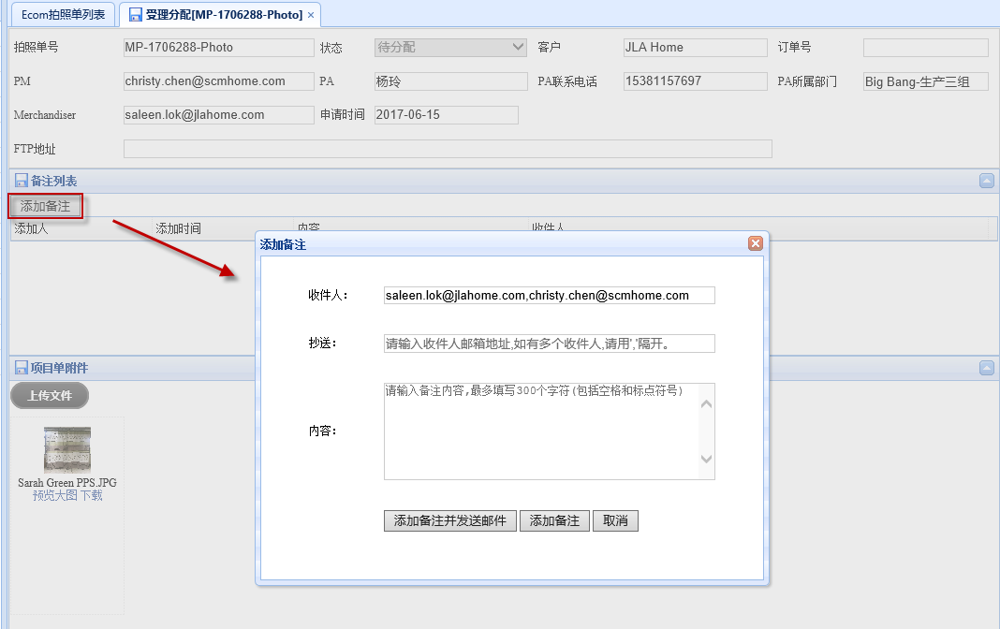 Ecom拍照单列表 受理分配[MP-1706288-Photo] ×
拍照单号 MP-1706288-Photo 状态 待分配 客户 JLA Home 订单号
PM christy.chen@scmhome.com PA 杨玲 PA联系电话 15381157697 PA所属部门 Big Bang-生产三组
Merchandiser saleen.lok@jlahome.com 申请时间 2017-06-15
FTP地址
备注列表
添加备注
添加人 添加时间 内容 收件人
添加备注
收件人: saleen.lok@jlahome.com,christy.chen@scmhome.com
抄送: 请输入收件人邮箱地址,如有多个收件人,请用','隔开。
内容: 请输入备注内容,最多填写300个字符(包括空格和标点符号)
添加备注并发送邮件 添加备注 取消
项目单附件
上传文件
Sarah Green PPS.JPG
预览大图 下载